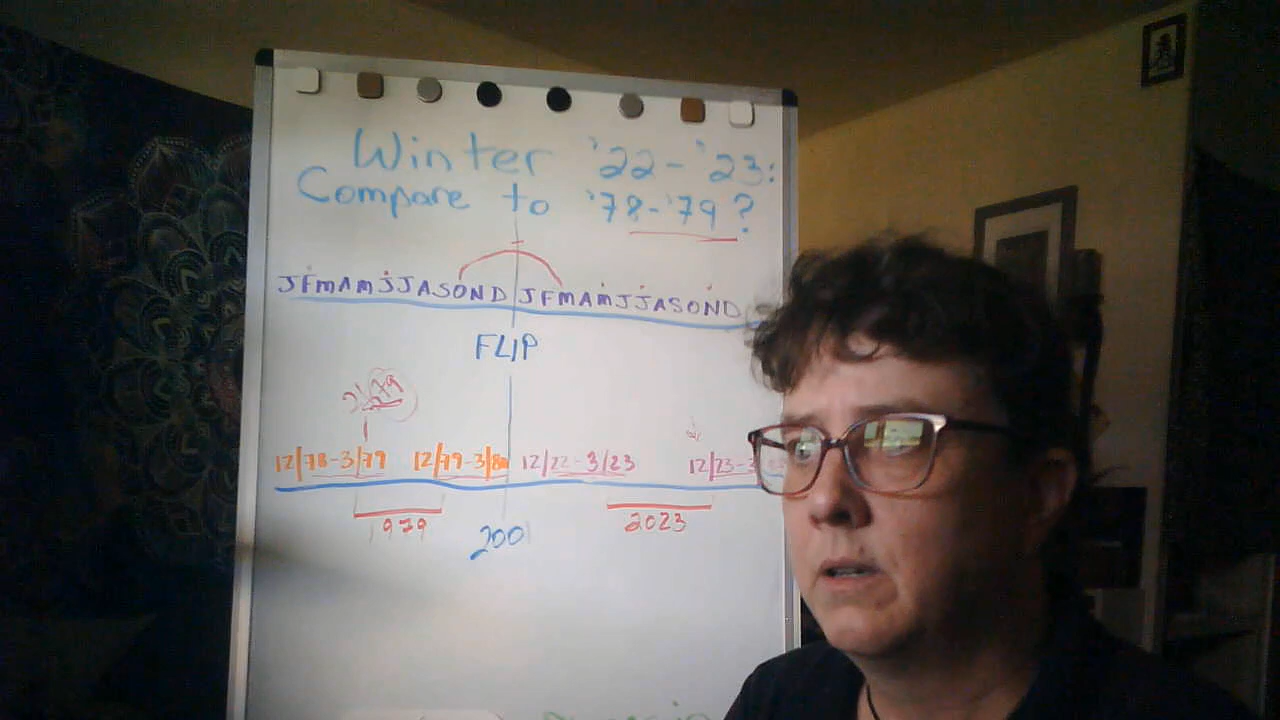 Winter '22-'23:
Compare to '78-'79?
JFMAMJJASOND JFMAMJJASOND
FLIP
12/78-3/79 12/79-3/80 12/22-3/23 12/23-3
1979 2001 2023